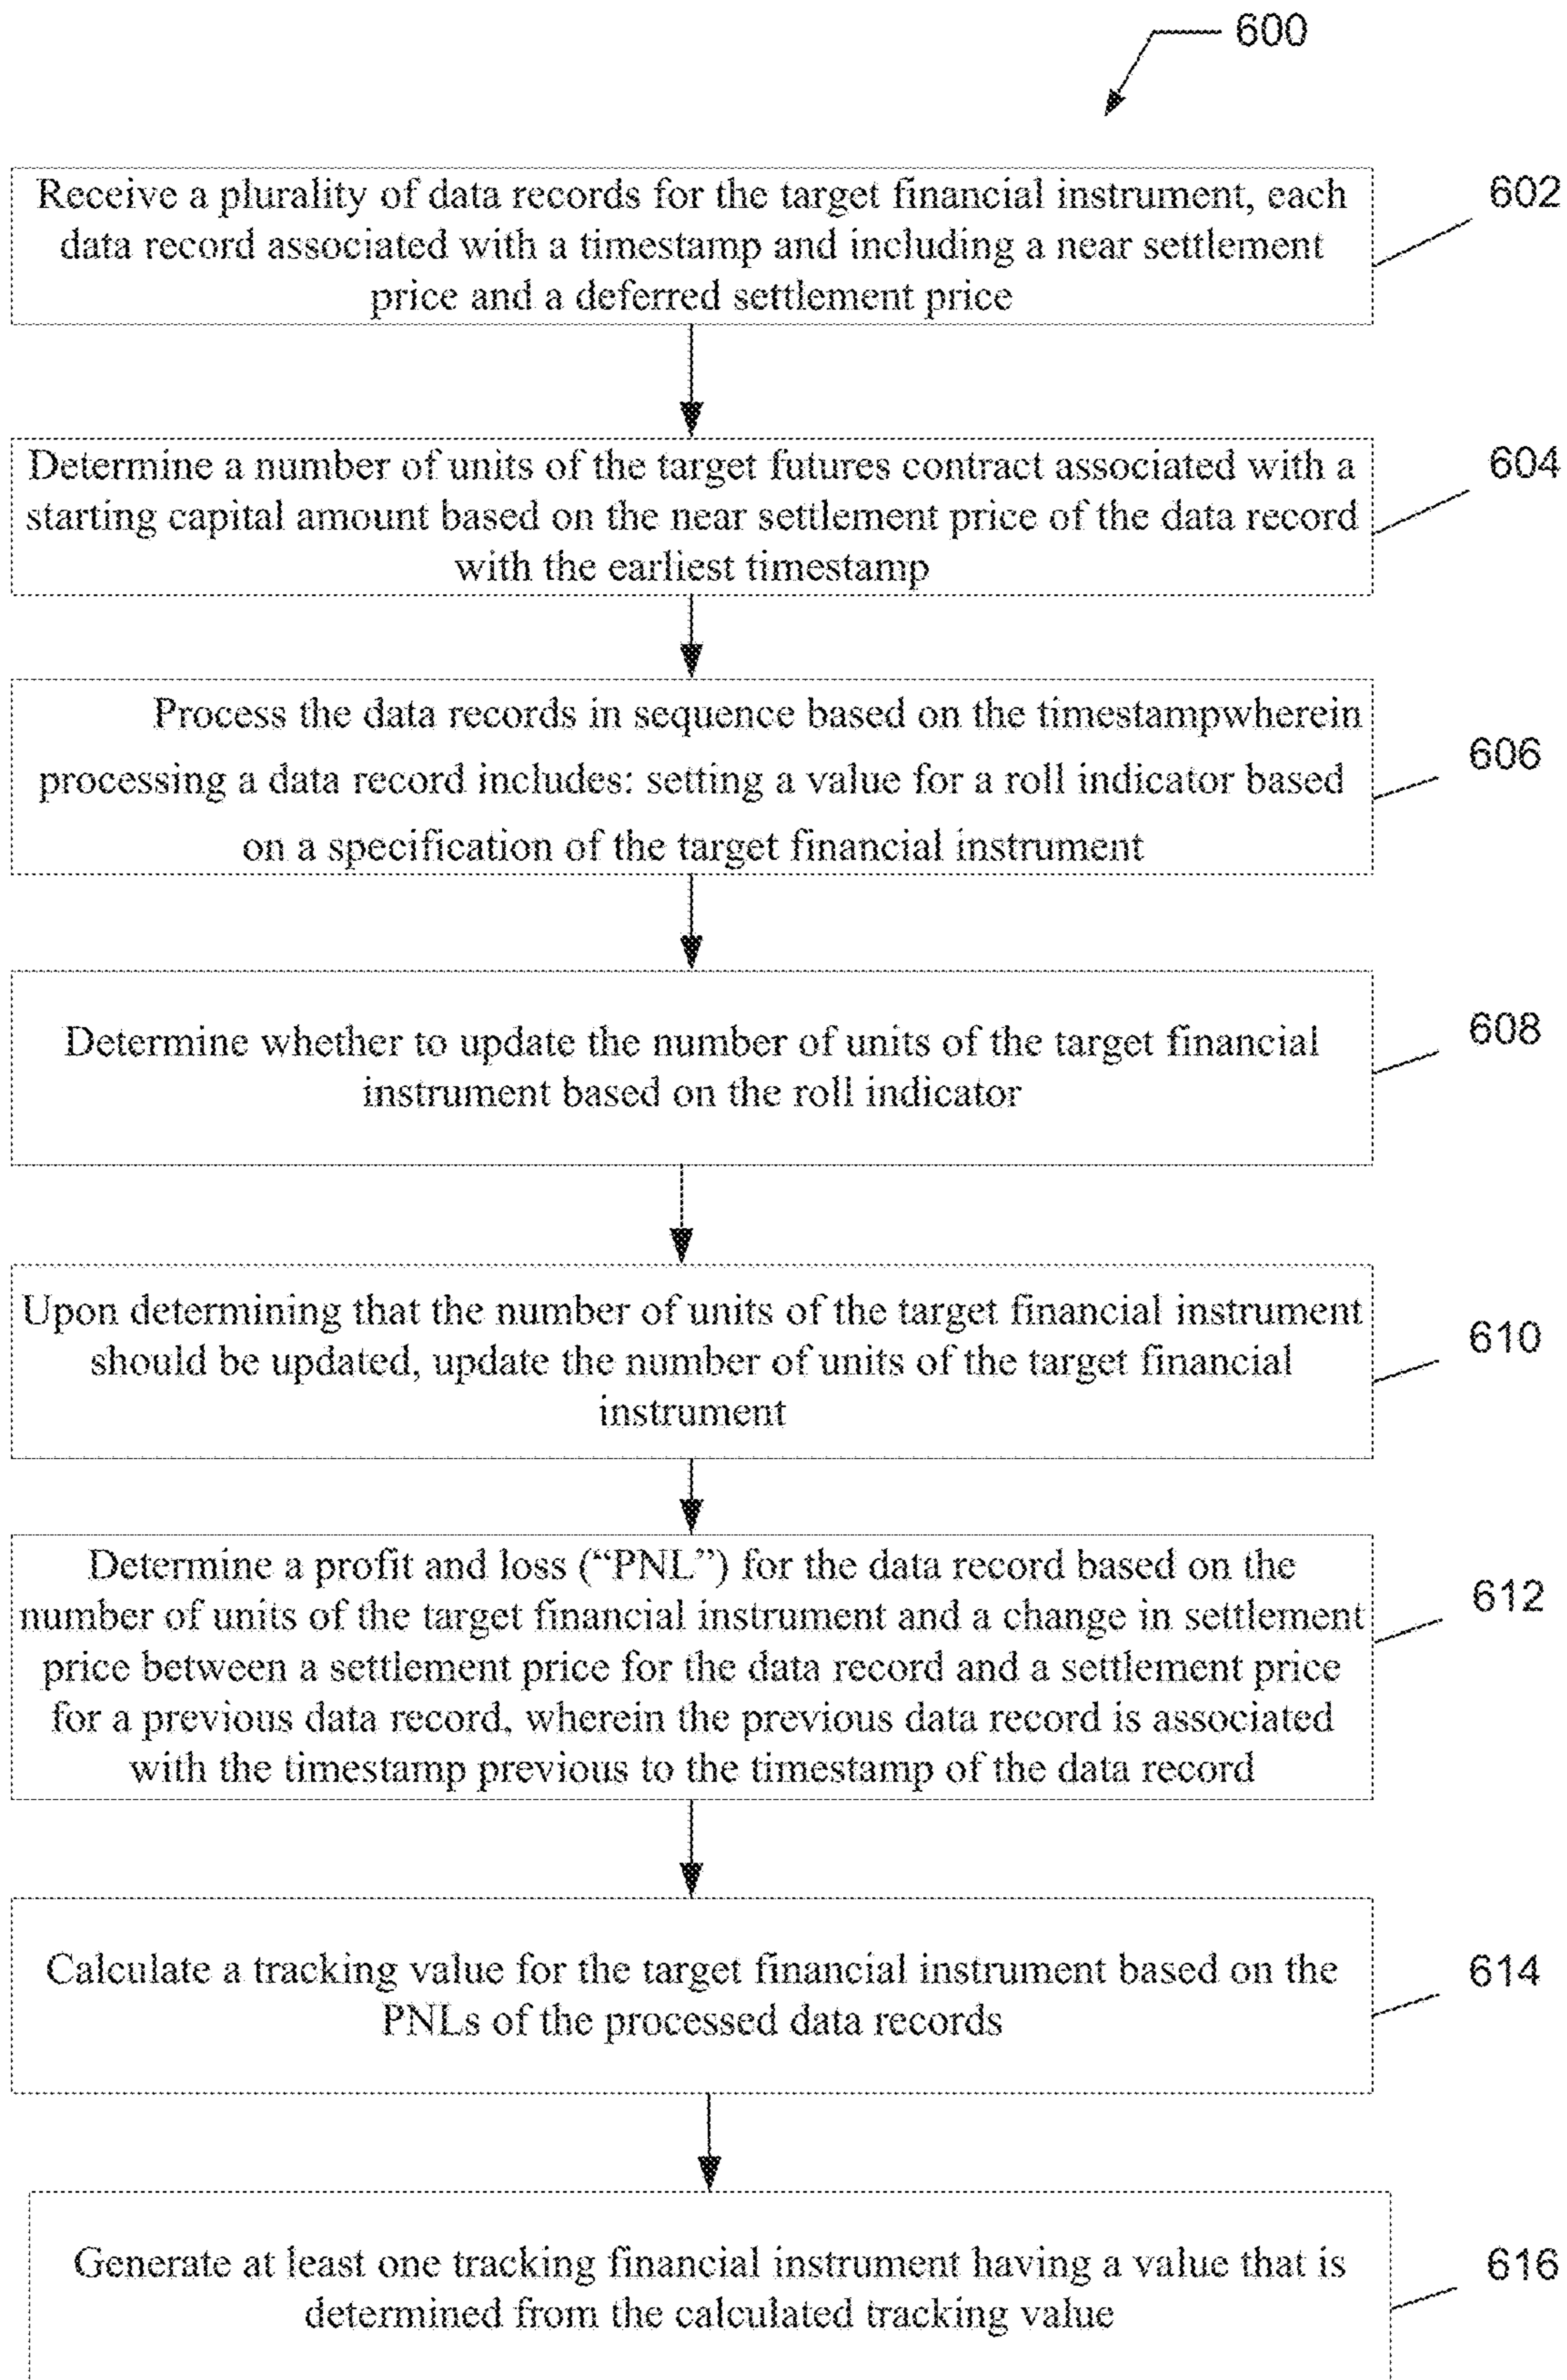 600
Receive a plurality of data records for the target financial instrument, each
data record associated with a timestamp and including a near settlement
price and a deferred settlement price
602
Determine a number of units of the target futures contract associated with a
starting capital amount based on the near settlement price of the data record
with the earliest timestamp
604
Process the data records in sequence based on the timestampwherein
processing a data record includes: setting a value for a roll indicator based
on a specification of the target financial instrument
606
Determine whether to update the number of units of the target financial
instrument based on the roll indicator
608
Upon determining that the number of units of the target financial instrument
should be updated, update the number of units of the target financial
instrument
610
Determine a profit and loss (“PNL”) for the data record based on the
number of units of the target financial instrument and a change in settlement
price between a settlement price for the data record and a settlement price
for a previous data record, wherein the previous data record is associated
with the timestamp previous to the timestamp of the data record
612
Calculate a tracking value for the target financial instrument based on the
PNLs of the processed data records
614
Generate at least one tracking financial instrument having a value that is
determined from the calculated tracking value
616